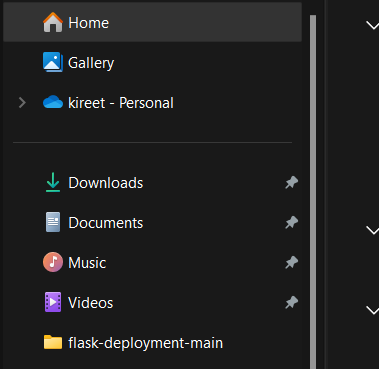 Home
Gallery
kireet - Personal
Downloads
Documents
Music
Videos
flask-deployment-main